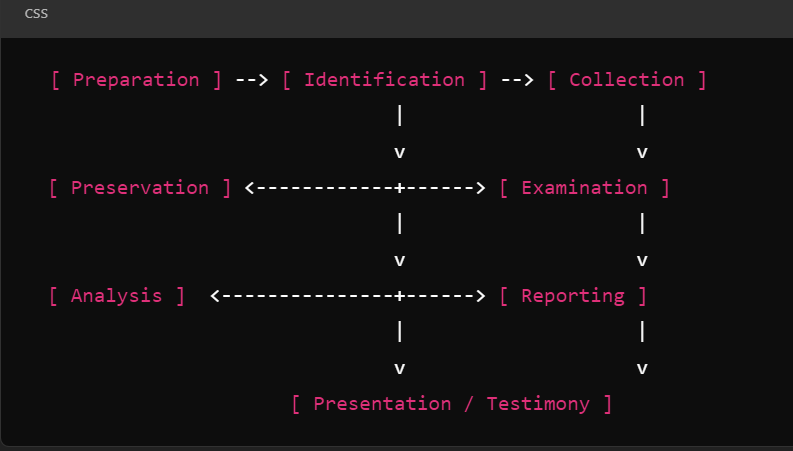 CSS
[ Preparation ] --> [ Identification ] --> [ Collection ]
| |
v v
[ Preservation ] <------------+------> [ Examination ]
| |
v v
[ Analysis ] <---------------+------> [ Reporting ]
| |
v v
[ Presentation / Testimony ]